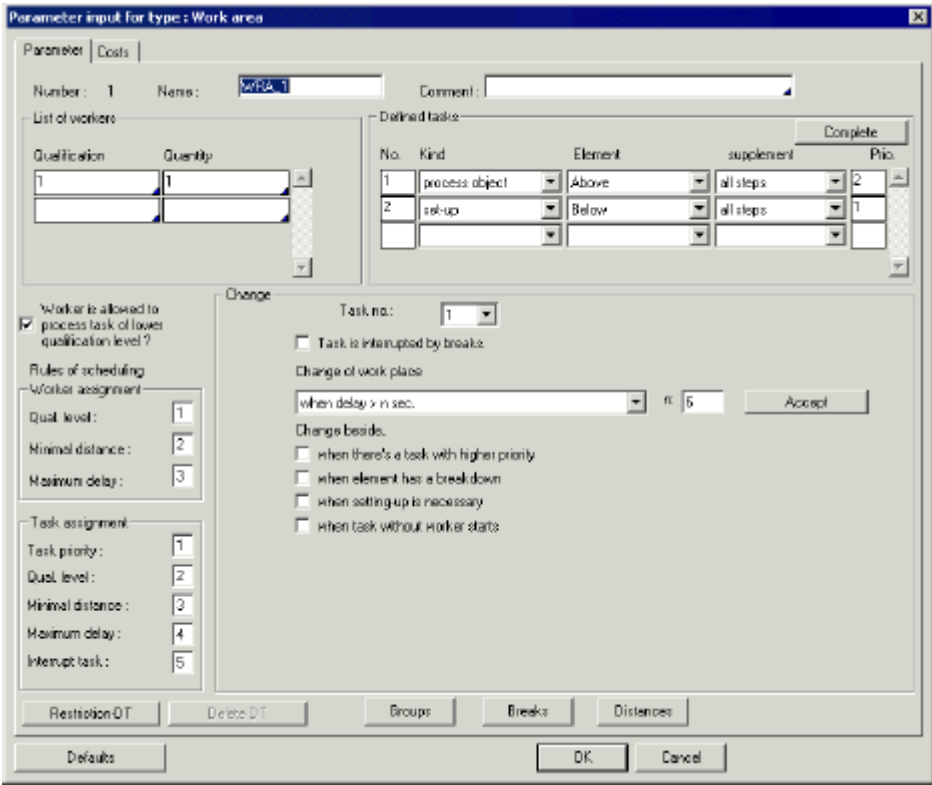 Parameter input for type : Work area
Parameter Costs
Number : 1 Name : WRA_1 Comment :
List of workers
Defined tasks
Complete
Qualification Quantity
No. Kind Element supplement Prio.
1 1
1 process object Above all steps 2
2 set-up Below all steps 1
Change
Worker is allowed to
process task of lower
qualification level ?
Task no.: 1
Task is interrupted by breaks.
Rules of scheduling
Change of work place
Worker assignment
Qual. level : 1
when delay > n sec. n: 5 Accept
Minimal distance : 2
Change beside.
Maximum delay : 3
when there's a task with higher priority
when element has a breakdown
when setting-up is necessary
when task without worker starts
Task assignment
Task priority : 1
Qual. level : 2
Minimal distance : 3
Maximum delay : 4
Interrupt task : 5
Restriction-DT Delete DT Groups Breaks Distances
Defaults OK Cancel